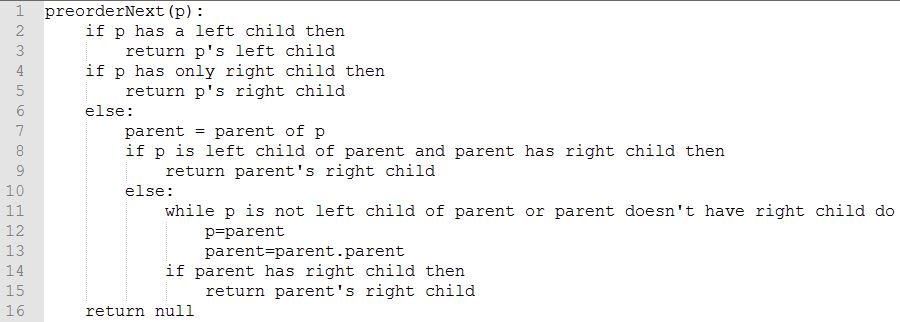 1 preorderNext(p):
2     if p has a left child then
3         return p's left child
4     if p has only right child then
5         return p's right child
6     else:
7         parent = parent of p
8         if p is left child of parent and parent has right child then
9             return parent's right child
10         else:
11             while p is not left child of parent or parent doesn't have right child do
12                 p=parent
13                 parent=parent.parent
14             if parent has right child then
15                 return parent's right child
16     return null